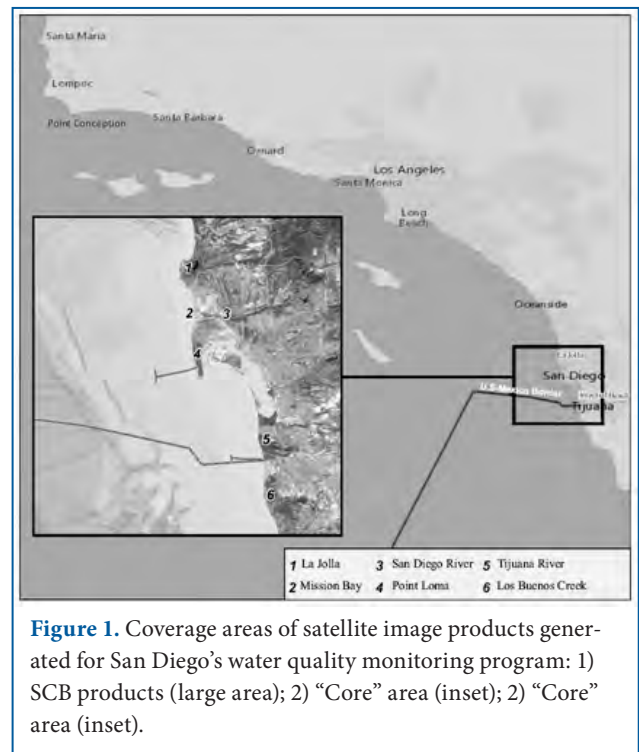 Santa Maria
Lompoc
Point Conception
Santa Barbara
Oxnard
Los Angeles
Santa Monica
Long
Beach
Oceanside
La Jolla
San Diego
U.S-Mexico Border
Tijuana
1
2
3
4
5
6
1 La Jolla 3 San Diego River 5 Tijuana River
2 Mission Bay 4 Point Loma 6 Los Buenos Creek
Figure 1. Coverage areas of satellite image products gener-
ated for San Diego’s water quality monitoring program: 1)
SCB products (large area); 2) “Core” area (inset); 2) “Core”
area (inset).